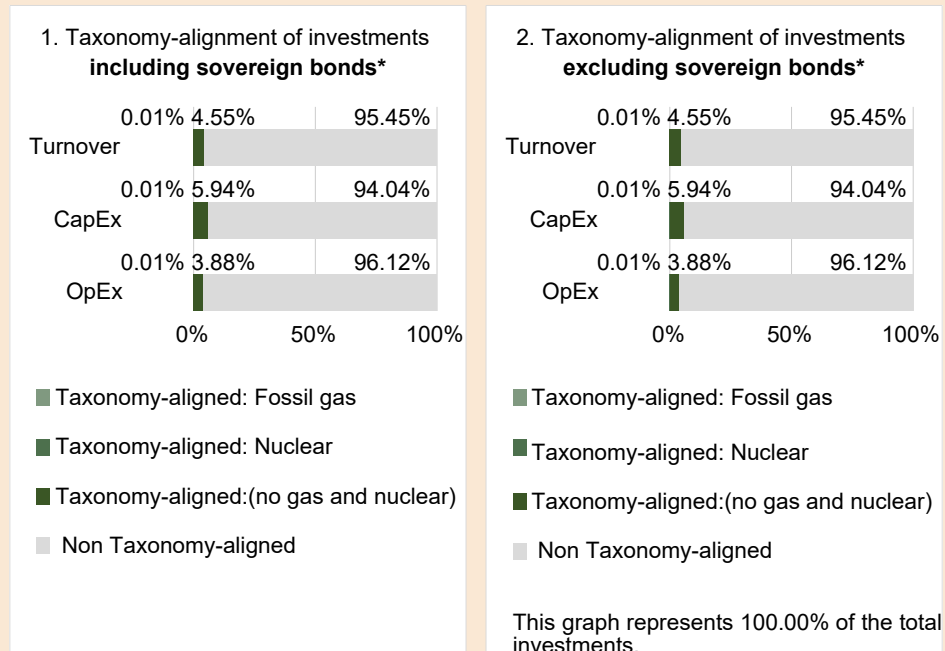 1. Taxonomy-alignment of investments
including sovereign bonds*
0.01% 4.55% 95.45%
Turnover
0.01% 5.94% 94.04%
CapEx
0.01% 3.88% 96.12%
OpEx
0% 50% 100%
Taxonomy-aligned: Fossil gas
Taxonomy-aligned: Nuclear
Taxonomy-aligned:(no gas and nuclear)
Non Taxonomy-aligned
2. Taxonomy-alignment of investments
excluding sovereign bonds*
0.01% 4.55% 95.45%
Turnover
0.01% 5.94% 94.04%
CapEx
0.01% 3.88% 96.12%
OpEx
0% 50% 100%
Taxonomy-aligned: Fossil gas
Taxonomy-aligned: Nuclear
Taxonomy-aligned:(no gas and nuclear)
Non Taxonomy-aligned
This graph represents 100.00% of the total
investments.